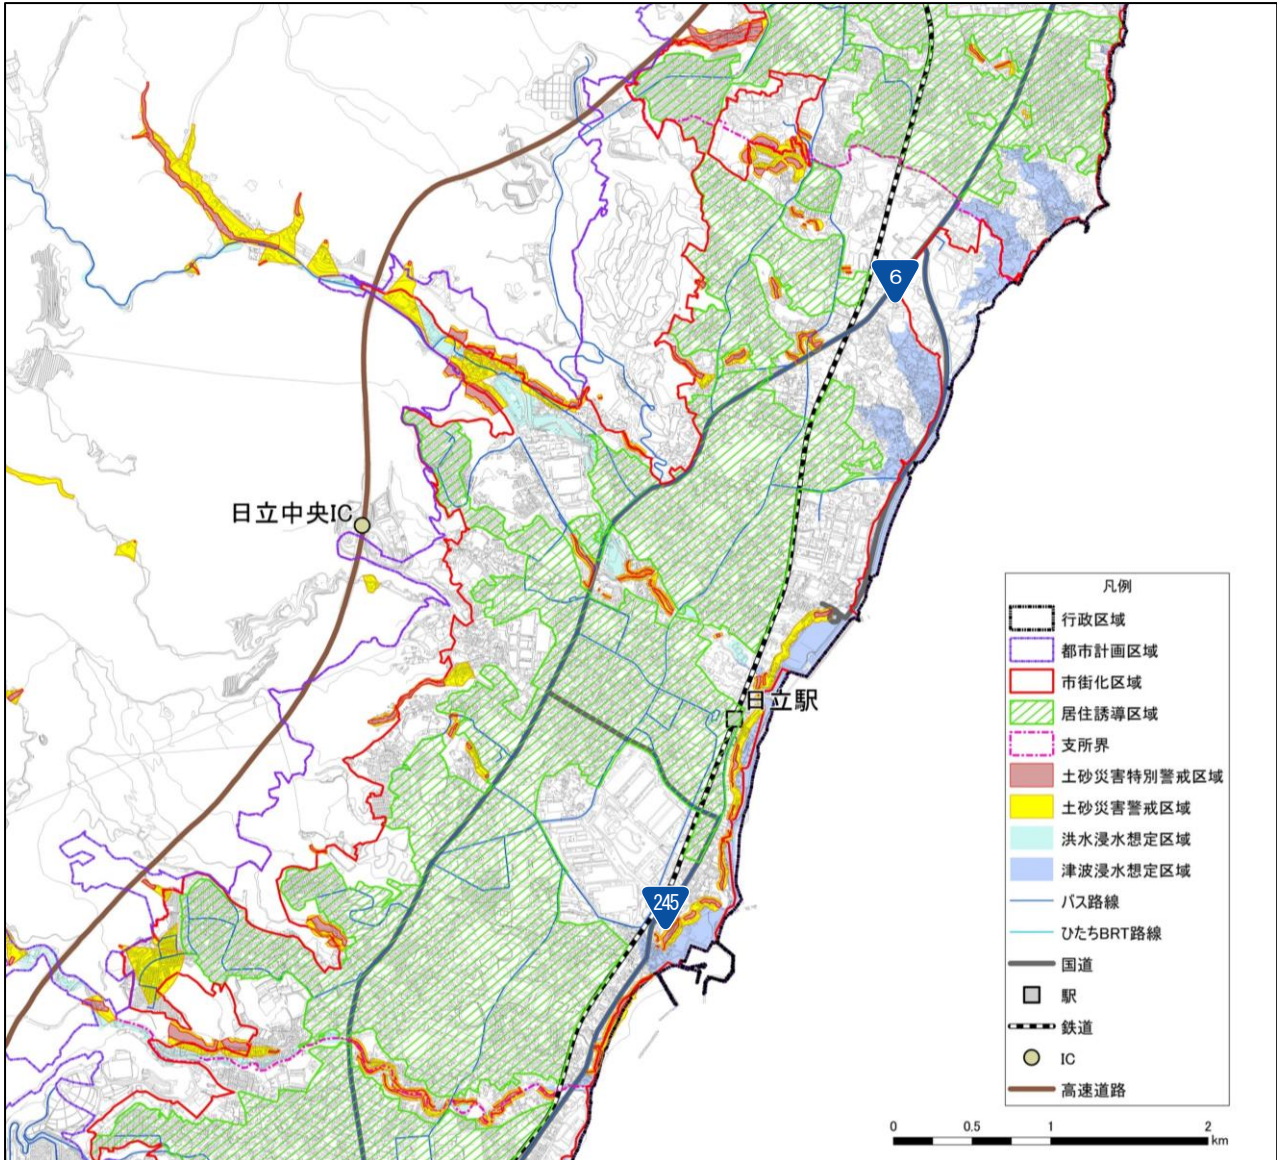 6
日立中央IC
日立駅
245
凡例
行政区域
都市計画区域
市街化区域
居住誘導区域
支所界
土砂災害特別警戒区域
土砂災害警戒区域
洪水浸水想定区域
津波浸水想定区域
バス路線
ひたちBRT路線
国道
駅
鉄道
IC
高速道路
0 0.5 1 2
km